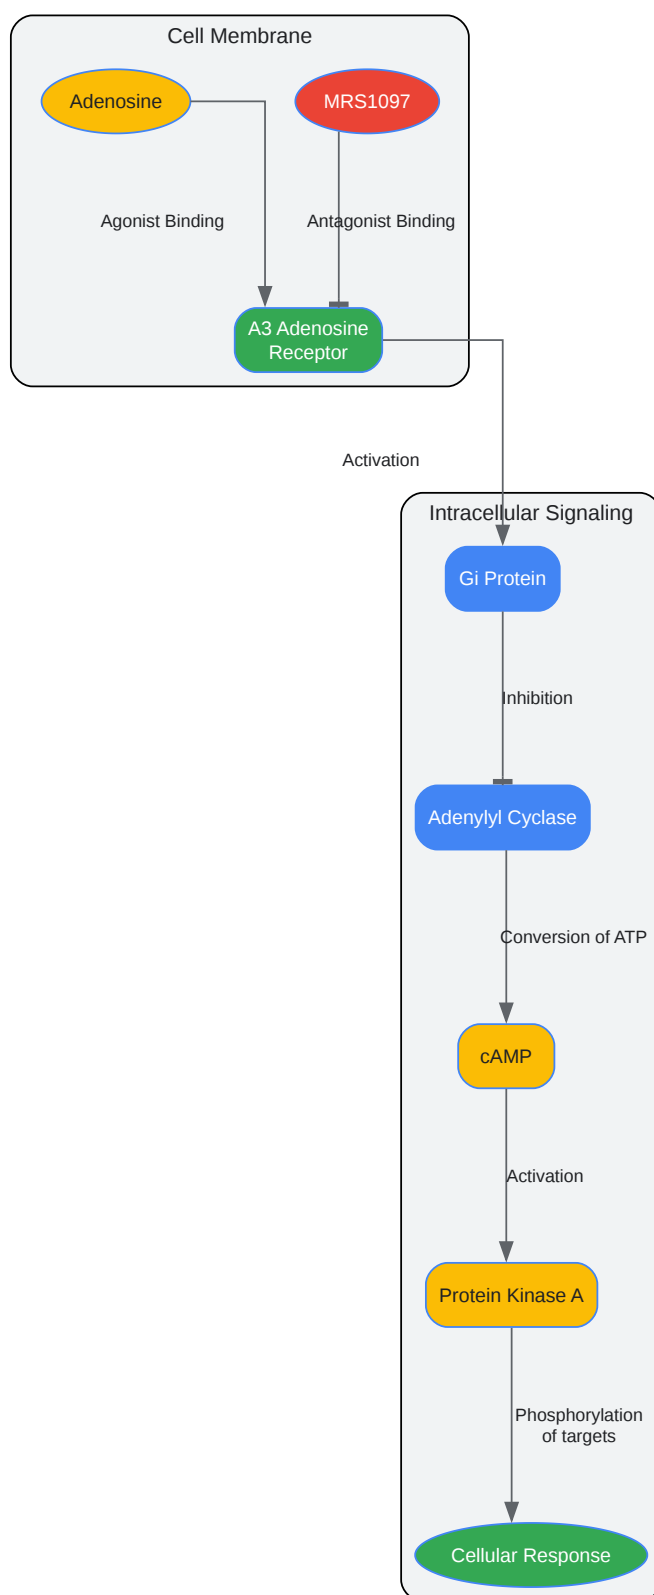 Cell Membrane
Adenosine
MRS1097
Agonist Binding
Antagonist Binding
A3 Adenosine
Receptor
Activation
Intracellular Signaling
Gi Protein
Inhibition
Adenylyl Cyclase
Conversion of ATP
cAMP
Activation
Protein Kinase A
Phosphorylation
of targets
Cellular Response